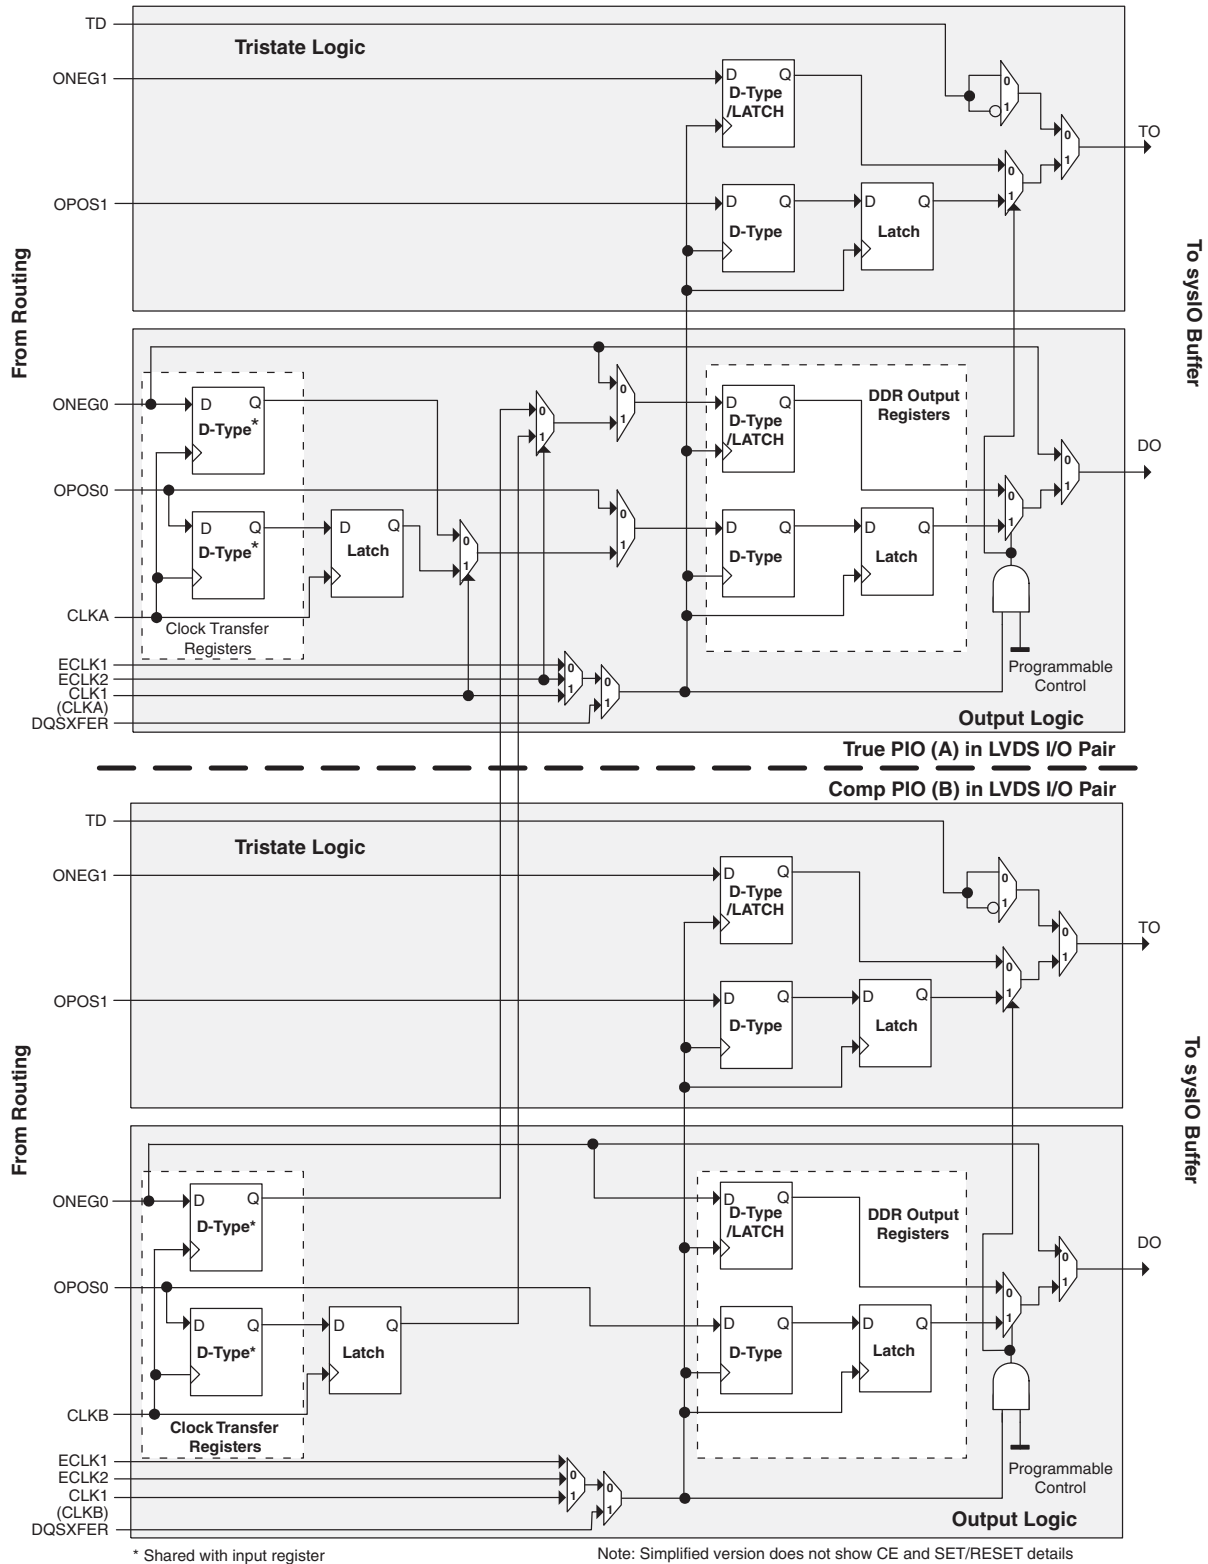 TD
Tristate Logic
ONEG1
D Q
D-Type
/LATCH
0
1
0
1
TO
OPOS1
D Q
D-Type
D Q
Latch
0
1
From Routing
To sysIO
Buffer
ONEG0
D Q
D-Type*
0
1
0
1
D Q
D-Type
/LATCH
DDR Output
Registers
0
1
DO
OPOS0
D Q
D-Type*
D Q
Latch
0
1
0
1
D Q
D-Type
D Q
Latch
0
1
CLKA
Clock Transfer
Registers
ECLK1
ECLK2
CLK1
(CLKA)
DQSXFER
0
1
0
1
Programmable
Control
Output Logic
True PIO (A) in LVDS I/O Pair
Comp PIO (B) in LVDS I/O Pair
TD
Tristate Logic
ONEG1
D Q
D-Type
/LATCH
0
1
0
1
TO
OPOS1
D Q
D-Type
D Q
Latch
0
1
From Routing
To sysIO
Buffer
ONEG0
D Q
D-Type*
D Q
D-Type
/LATCH
DDR Output
Registers
0
1
DO
OPOS0
D Q
D-Type*
D Q
Latch
D Q
D-Type
D Q
Latch
0
1
CLKB
Clock Transfer
Registers
ECLK1
ECLK2
CLK1
(CLKB)
DQSXFER
0
1
0
1
Programmable
Control
Output Logic
* Shared with input register
Note: Simplified version does not show CE and SET/RESET details